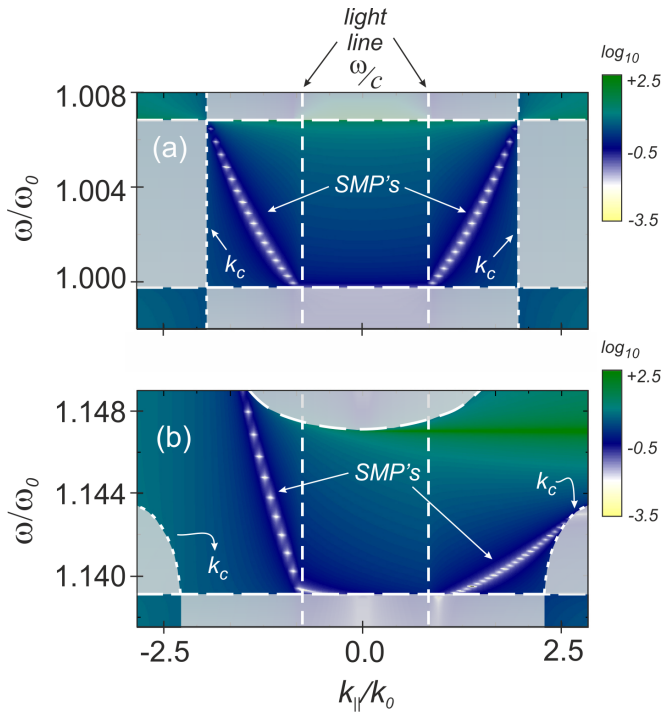 light
line
ω/c
log10
1.008
+2.5
(a)
1.004
SMP's
-0.5
ω/ω0
kc
kc
1.000
-3.5
log10
1.148
+2.5
(b)
SMP's
kc
1.144
-0.5
ω/ω0
kc
1.140
-3.5
-2.5
0.0
2.5
k||/k0